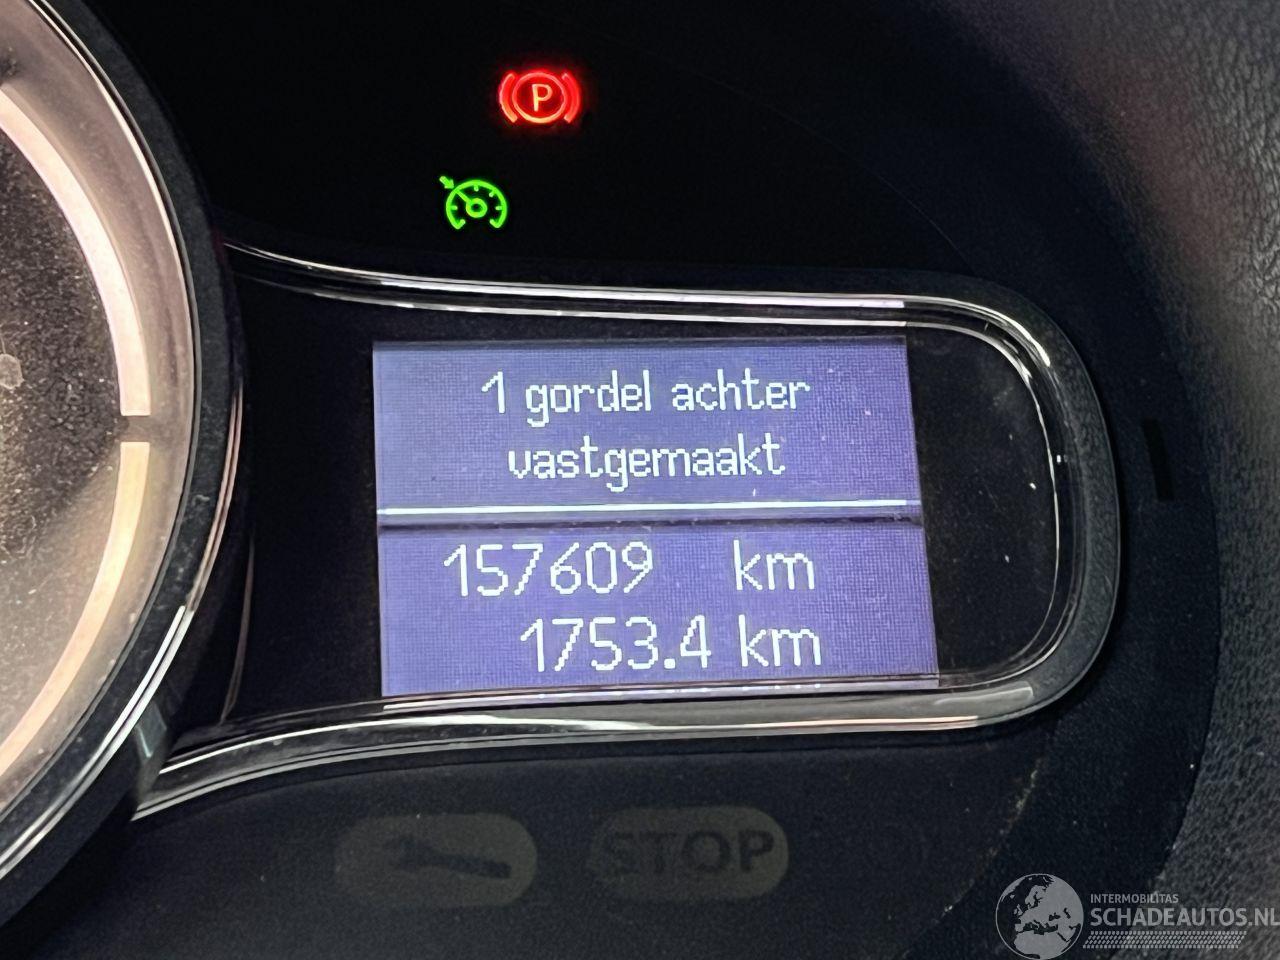 P
1 gordel achter
vastgemaakt
157609 km
1753.4 km
STOP
INTERMOBILITAS
SCHADEAUTOS.NL